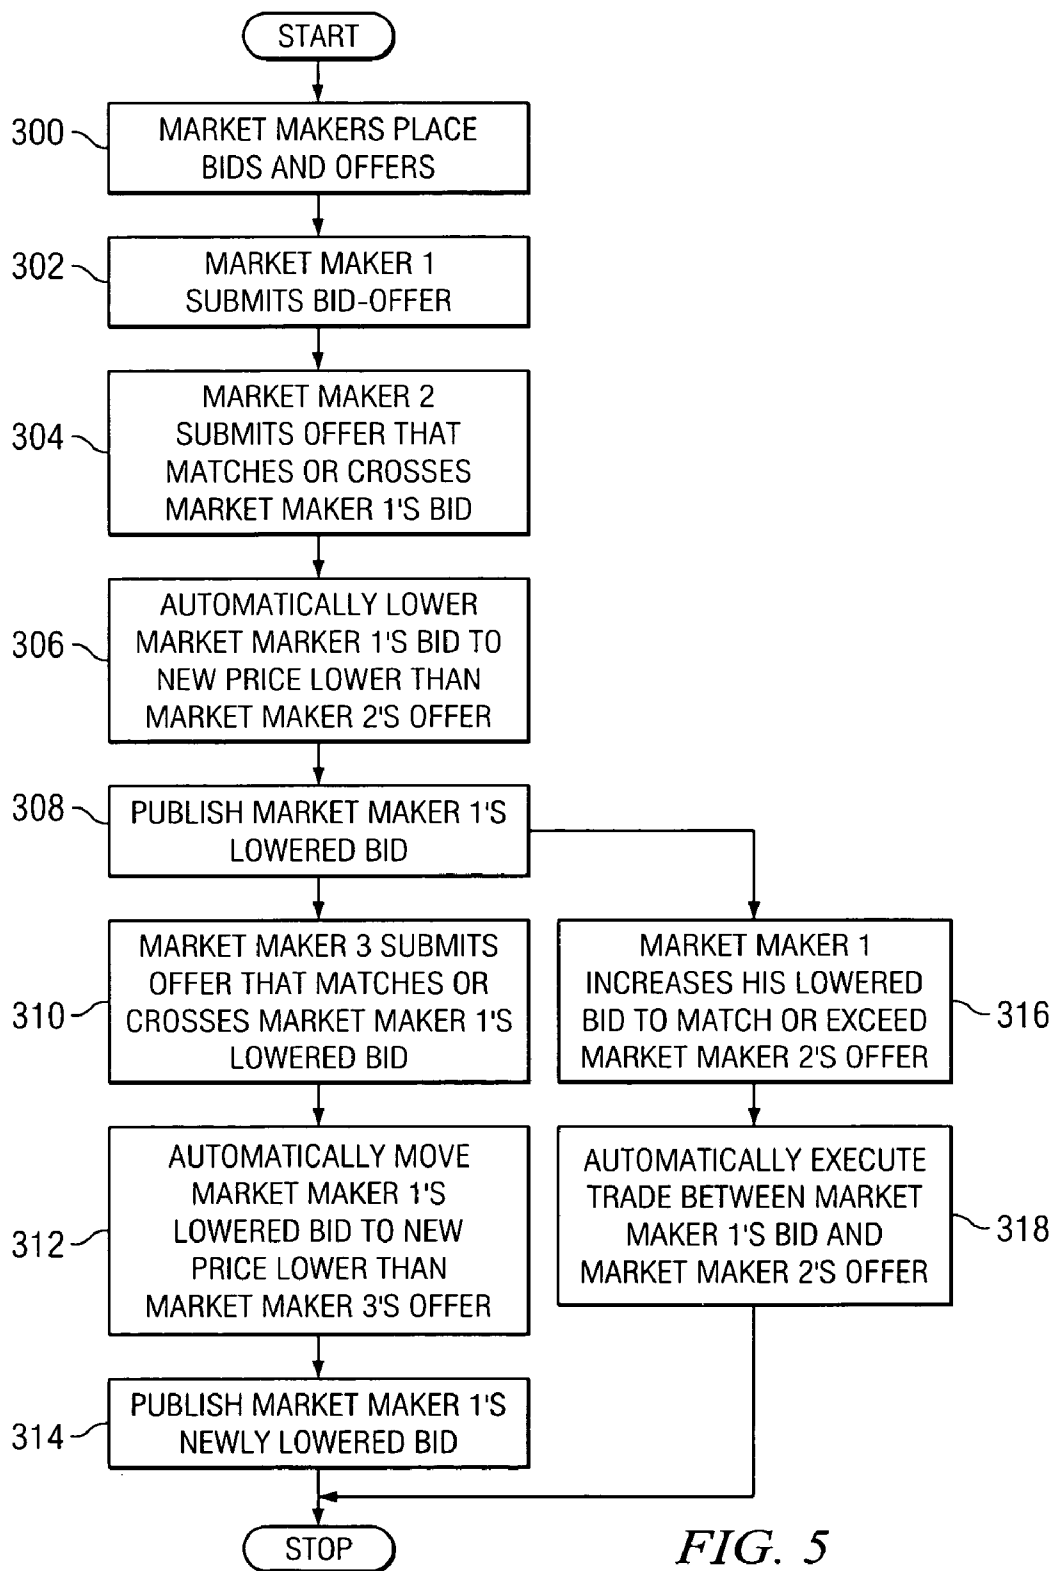 START
300
MARKET MAKERS PLACE
BIDS AND OFFERS
302
MARKET MAKER 1
SUBMITS BID-OFFER
304
MARKET MAKER 2
SUBMITS OFFER THAT
MATCHES OR CROSSES
MARKET MAKER 1'S BID
306
AUTOMATICALLY LOWER
MARKET MARKER 1'S BID TO
NEW PRICE LOWER THAN
MARKET MAKER 2'S OFFER
308
PUBLISH MARKET MAKER 1'S
LOWERED BID
310
MARKET MAKER 3 SUBMITS
OFFER THAT MATCHES OR
CROSSES MARKET MAKER 1'S
LOWERED BID
MARKET MAKER 1
INCREASES HIS LOWERED
BID TO MATCH OR EXCEED
MARKET MAKER 2'S OFFER
316
312
AUTOMATICALLY MOVE
MARKET MAKER 1'S
LOWERED BID TO NEW
PRICE LOWER THAN
MARKET MAKER 3'S OFFER
AUTOMATICALLY EXECUTE
TRADE BETWEEN MARKET
MAKER 1'S BID AND
MARKET MAKER 2'S OFFER
318
314
PUBLISH MARKET MAKER 1'S
NEWLY LOWERED BID
STOP
FIG. 5